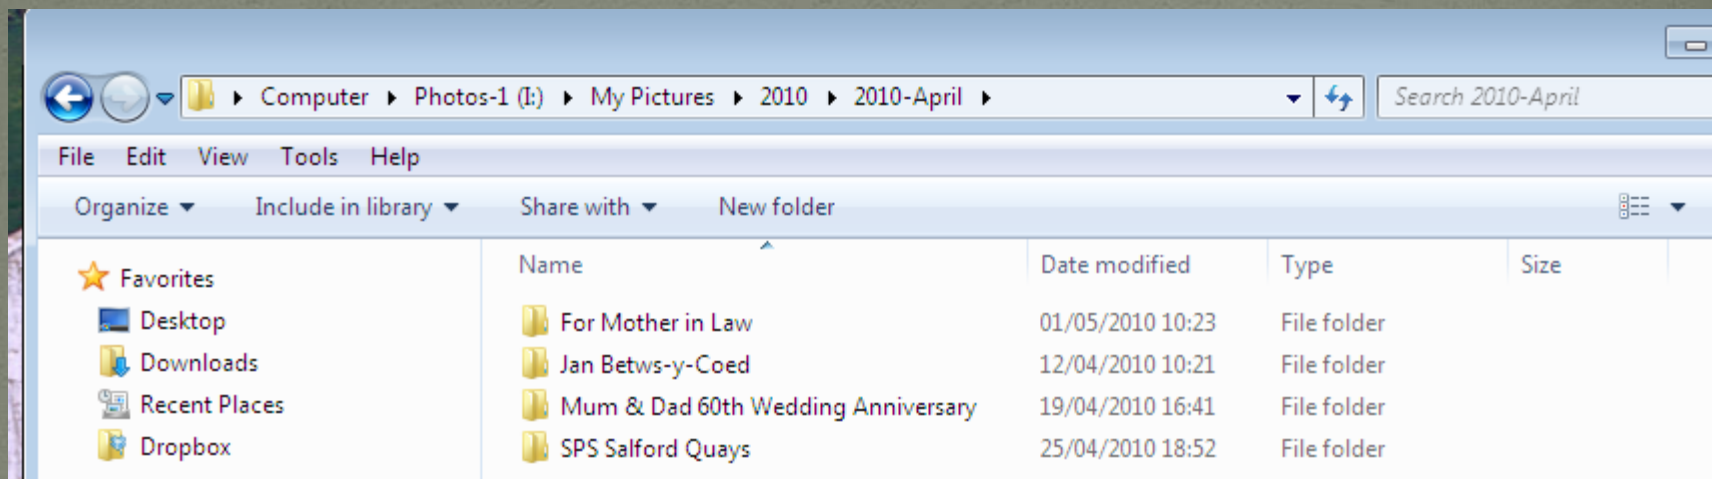 Computer Photos-1 (I:) My Pictures 2010 2010-April Search 2010-April
File Edit View Tools Help
Organize Include in library Share with New folder
Name Date modified Type Size
Favorites
Desktop
Downloads
Recent Places
Dropbox
For Mother in Law 01/05/2010 10:23 File folder
Jan Betws-y-Coed 12/04/2010 10:21 File folder
Mum & Dad 60th Wedding Anniversary 19/04/2010 16:41 File folder
SPS Salford Quays 25/04/2010 18:52 File folder